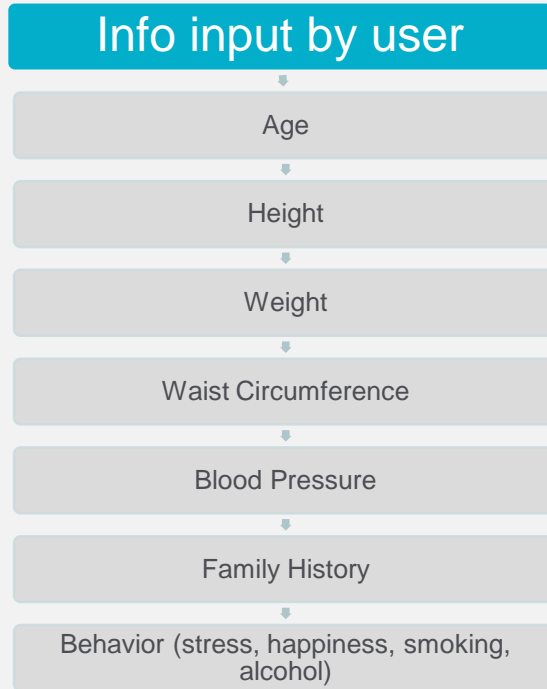 Info input by user
Age
Height
Weight
Waist Circumference
Blood Pressure
Family History
Behavior (stress, happiness, smoking,
alcohol)